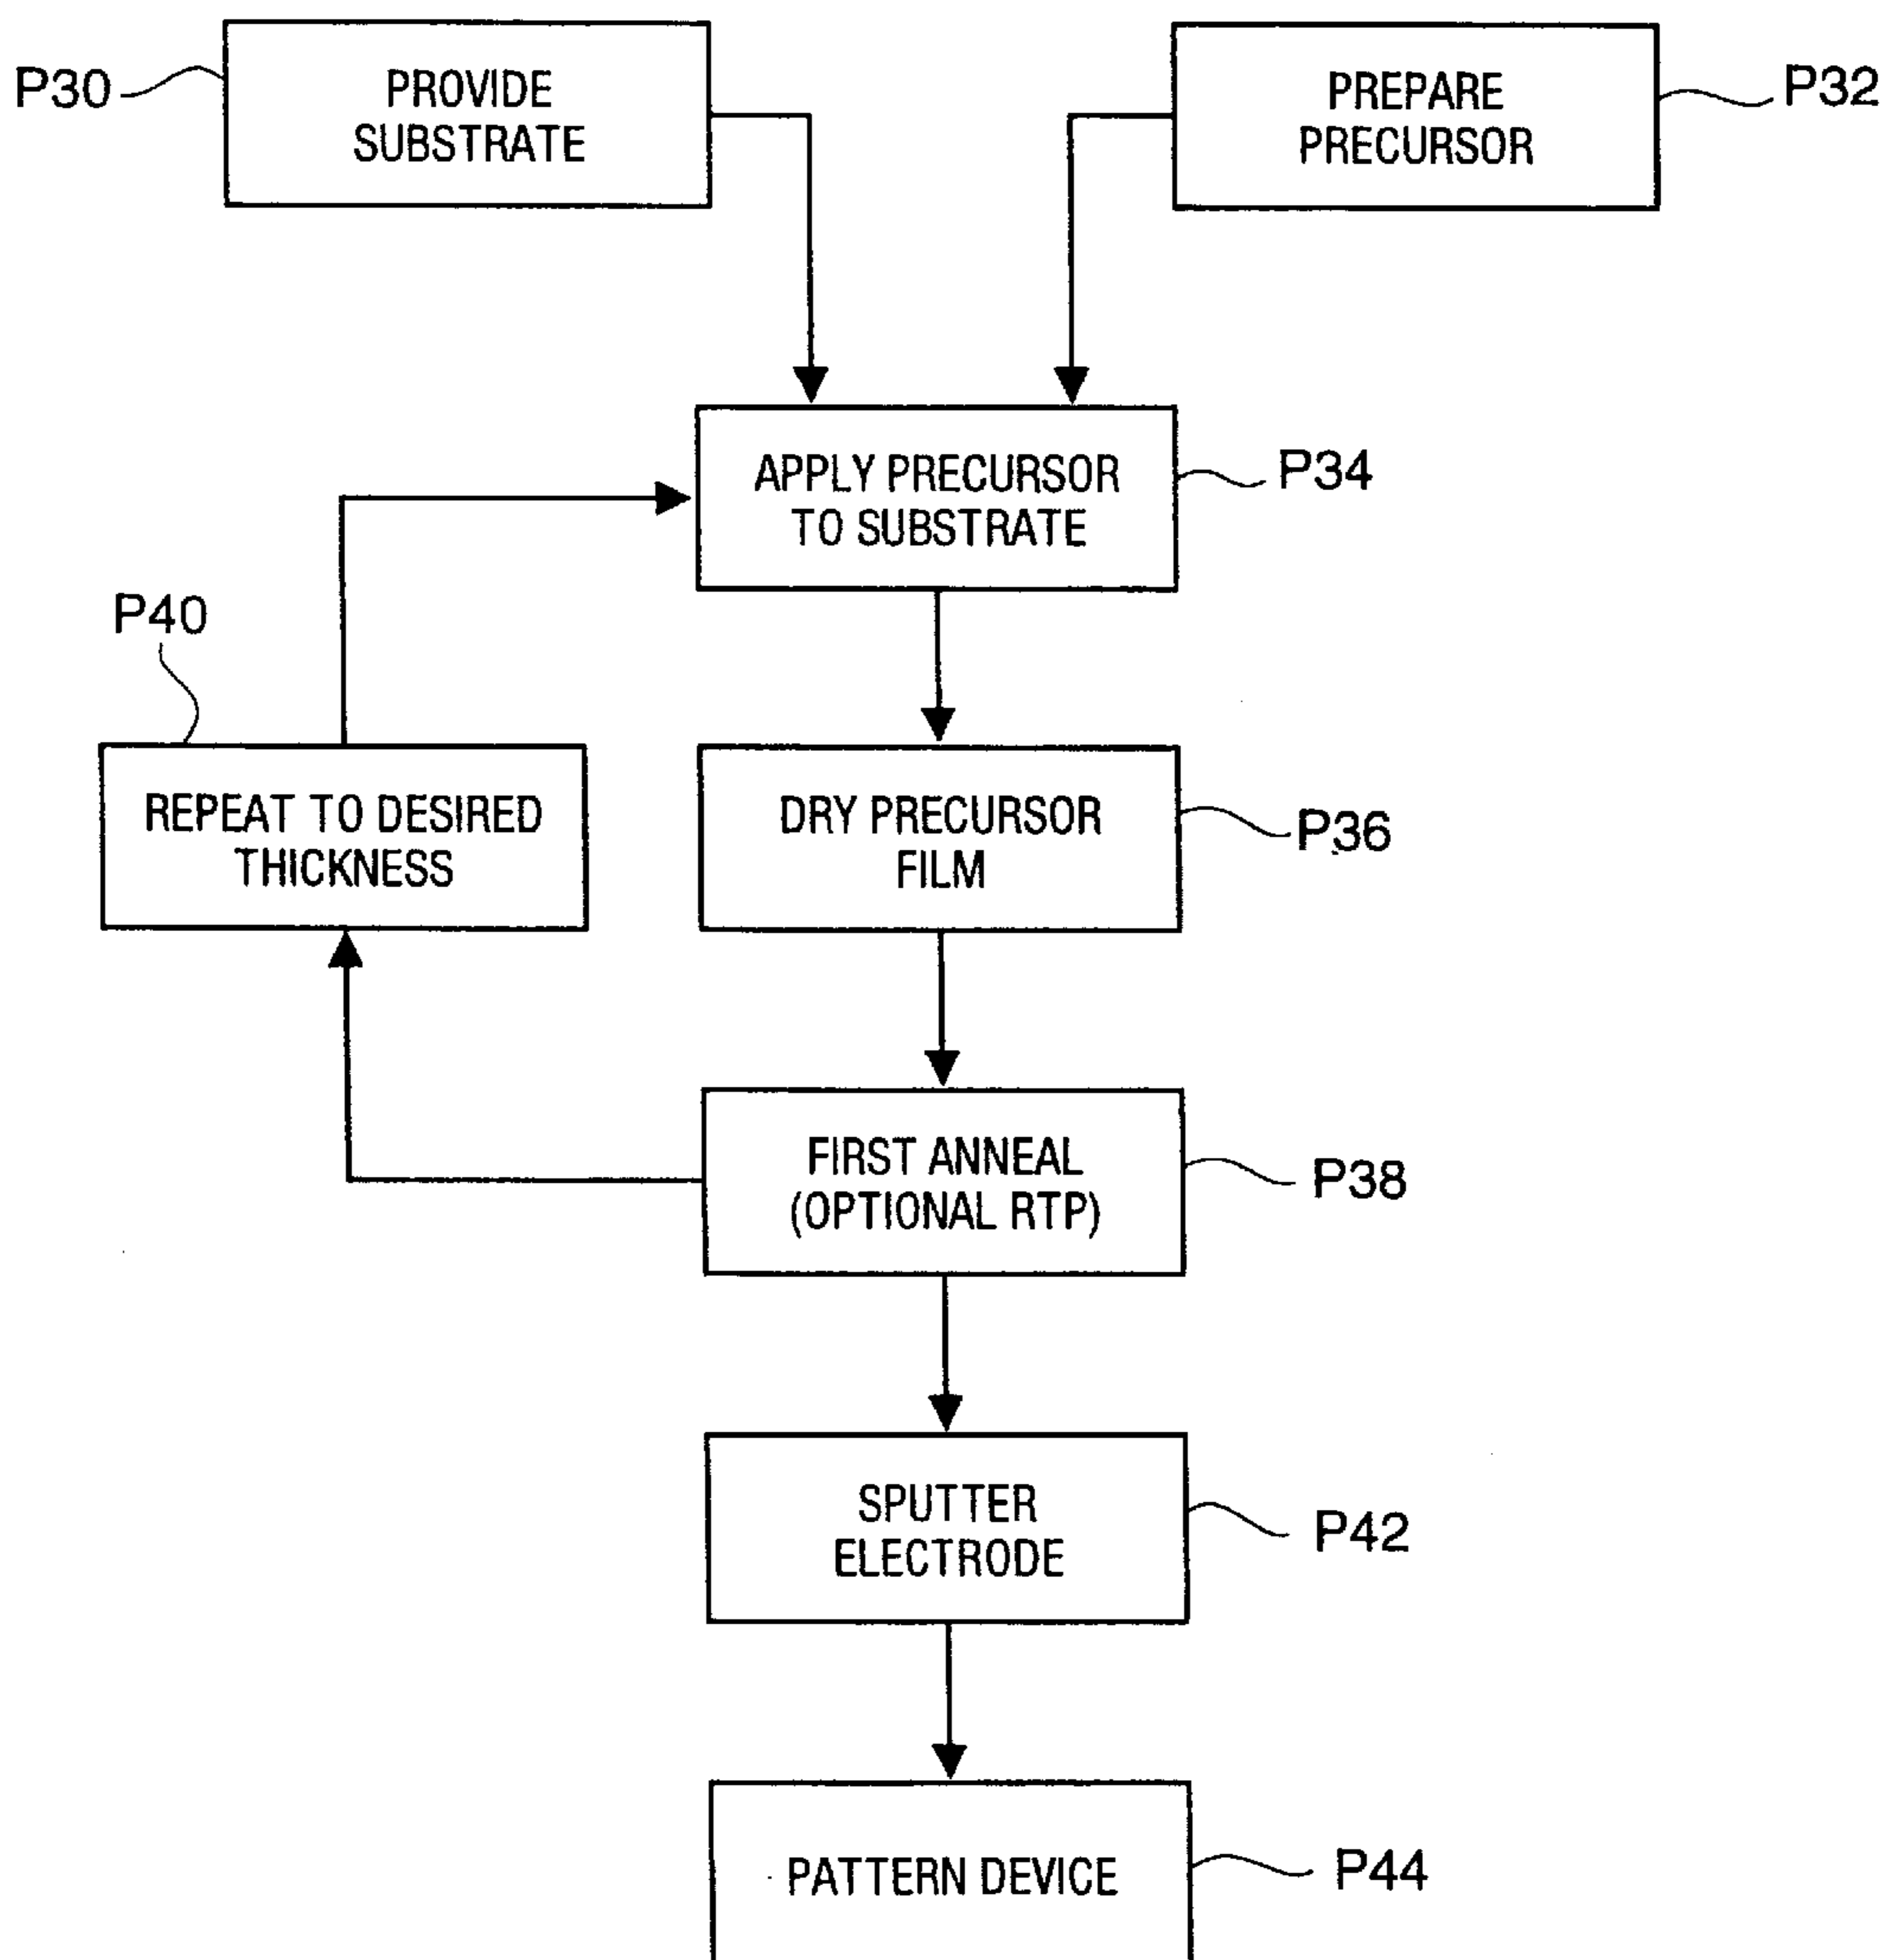 P30
PROVIDE
SUBSTRATE
PREPARE
PRECURSOR
P32
APPLY PRECURSOR
TO SUBSTRATE
P34
P40
REPEAT TO DESIRED
THICKNESS
DRY PRECURSOR
FILM
P36
FIRST ANNEAL
(OPTIONAL RTP)
P38
SPUTTER
ELECTRODE
P42
PATTERN DEVICE
P44